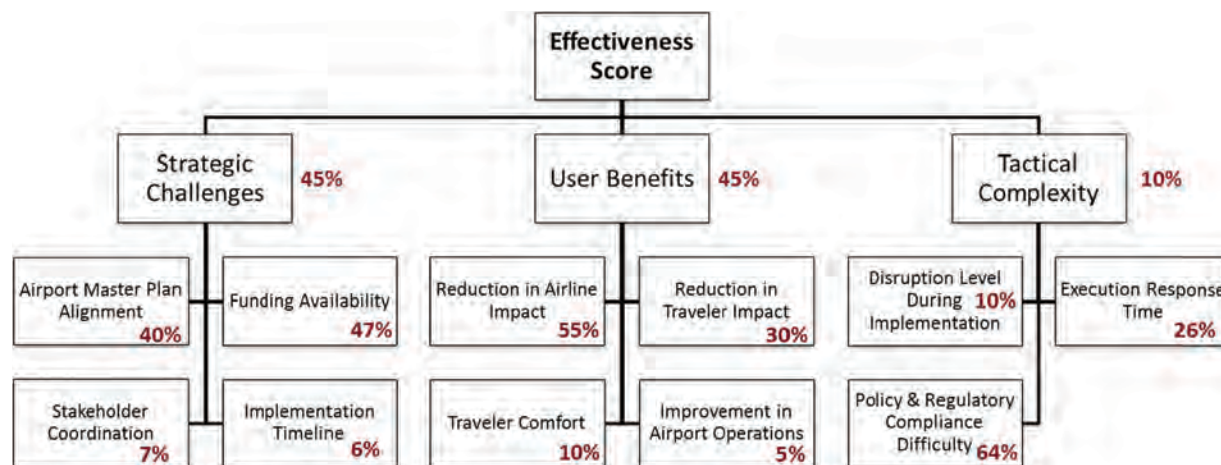 Effectiveness
Score
Strategic
Challenges
45%
User Benefits
45%
Tactical
Complexity
10%
Airport Master Plan
Alignment
40%
Funding Availability
47%
Reduction in Airline
Impact
55%
Reduction in
Traveler Impact
30%
Disruption Level
During
Implementation
10%
Execution Response
Time
26%
Stakeholder
Coordination
7%
Implementation
Timeline
6%
Traveler Comfort
10%
Improvement in
Airport Operations
5%
Policy & Regulatory
Compliance
Difficulty
64%